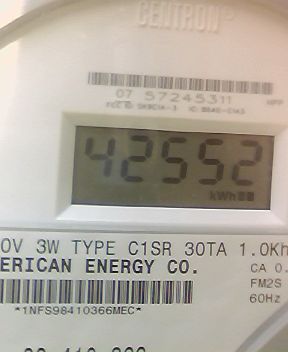 CENTRON
07 57245311
42552
kWh
0V 3W TYPE C1SR 30TA 1.0Kh
ERICAN ENERGY CO.
CA 0.
FM2S
60Hz
*1NFS98410366MEC*